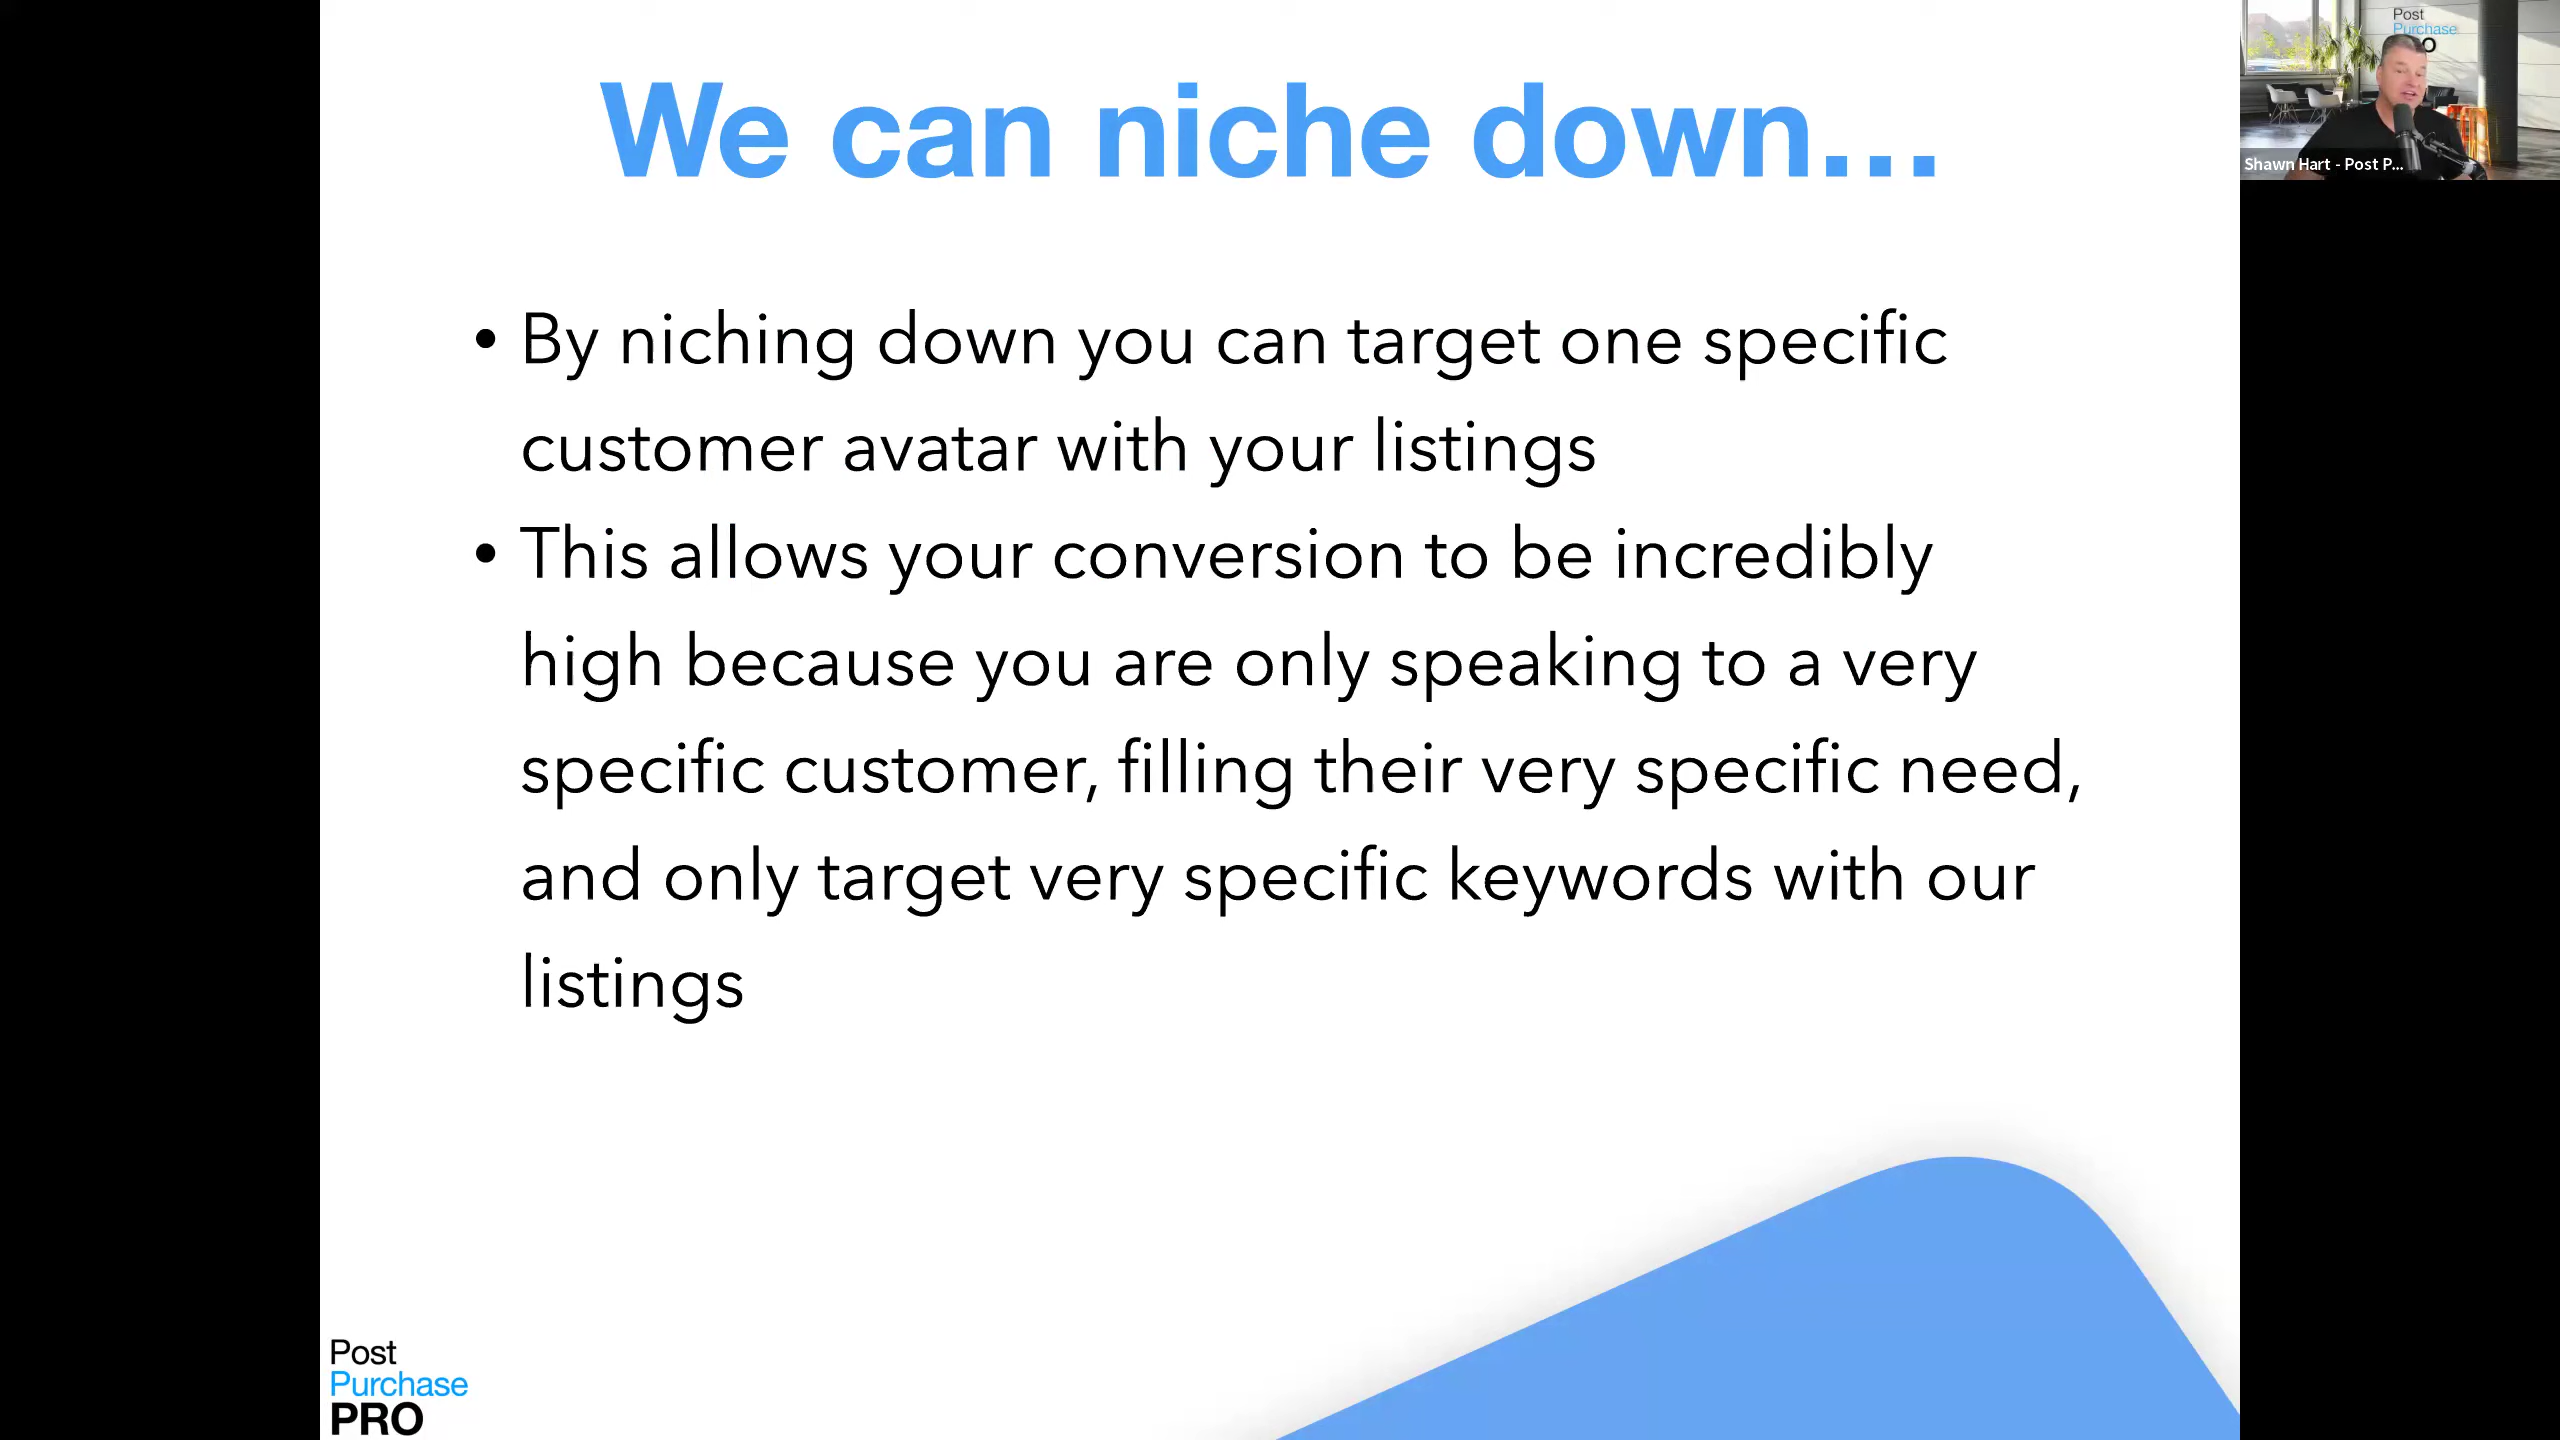 We can niche down...
• By niching down you can target one specific
customer avatar with your listings
• This allows your conversion to be incredibly
high because you are only speaking to a very
specific customer, filling their very specific need,
and only target very specific keywords with our
listings
Post
Purchase
PRO
Post
Purchase
O
Shawn Hart - Post P...